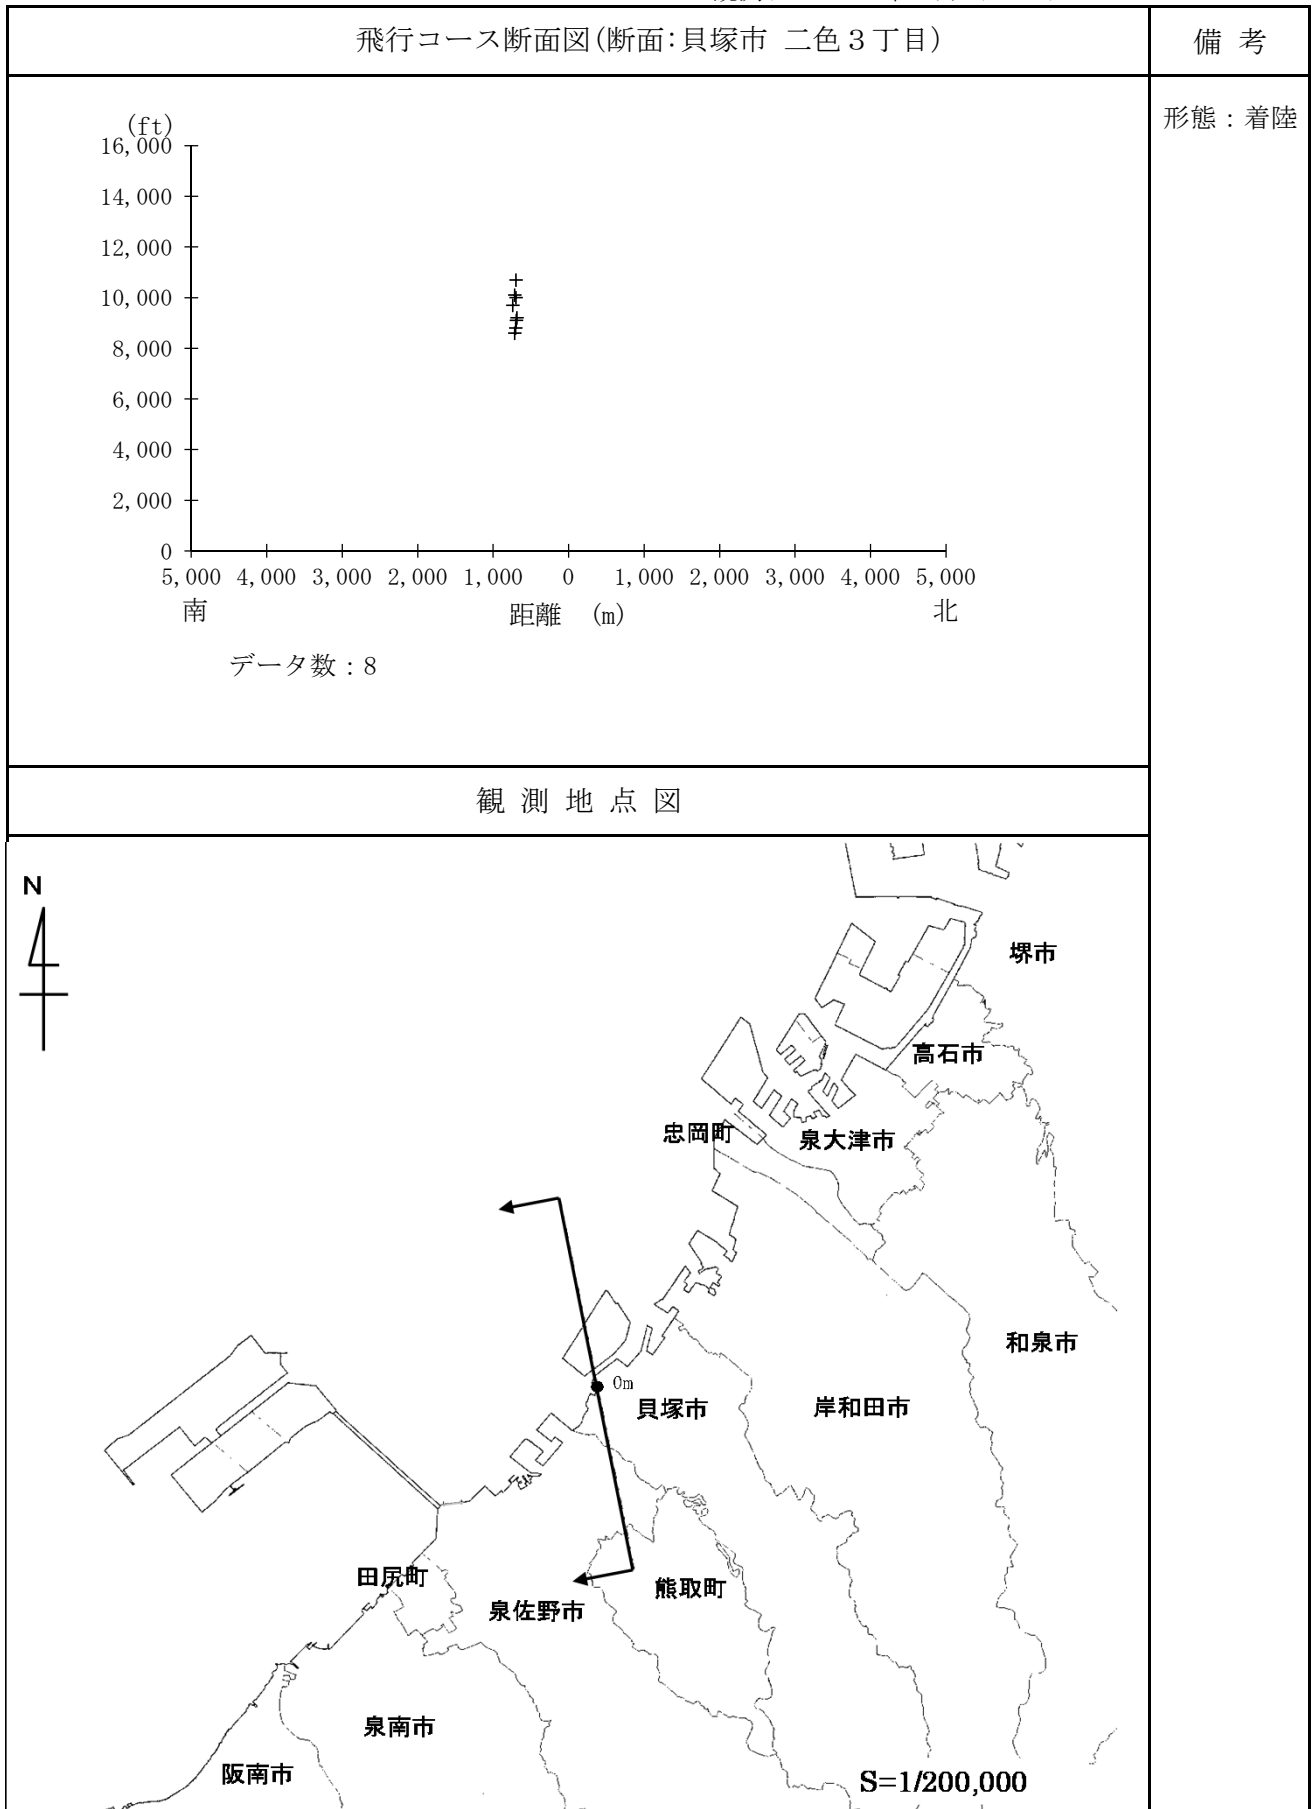 飛行コース断面図(断面:貝塚市 二色３丁目)
備 考
形態：着陸
(ft)
16,000
14,000
12,000
10,000
8,000
6,000
4,000
2,000
0
5,000 4,000 3,000 2,000 1,000 0 1,000 2,000 3,000 4,000 5,000
南 距離 (m) 北
データ数：8
観 測 地 点 図
N
堺市
高石市
忠岡町
泉大津市
和泉市
0m
貝塚市
岸和田市
田尻町
熊取町
泉佐野市
泉南市
阪南市
S=1/200,000